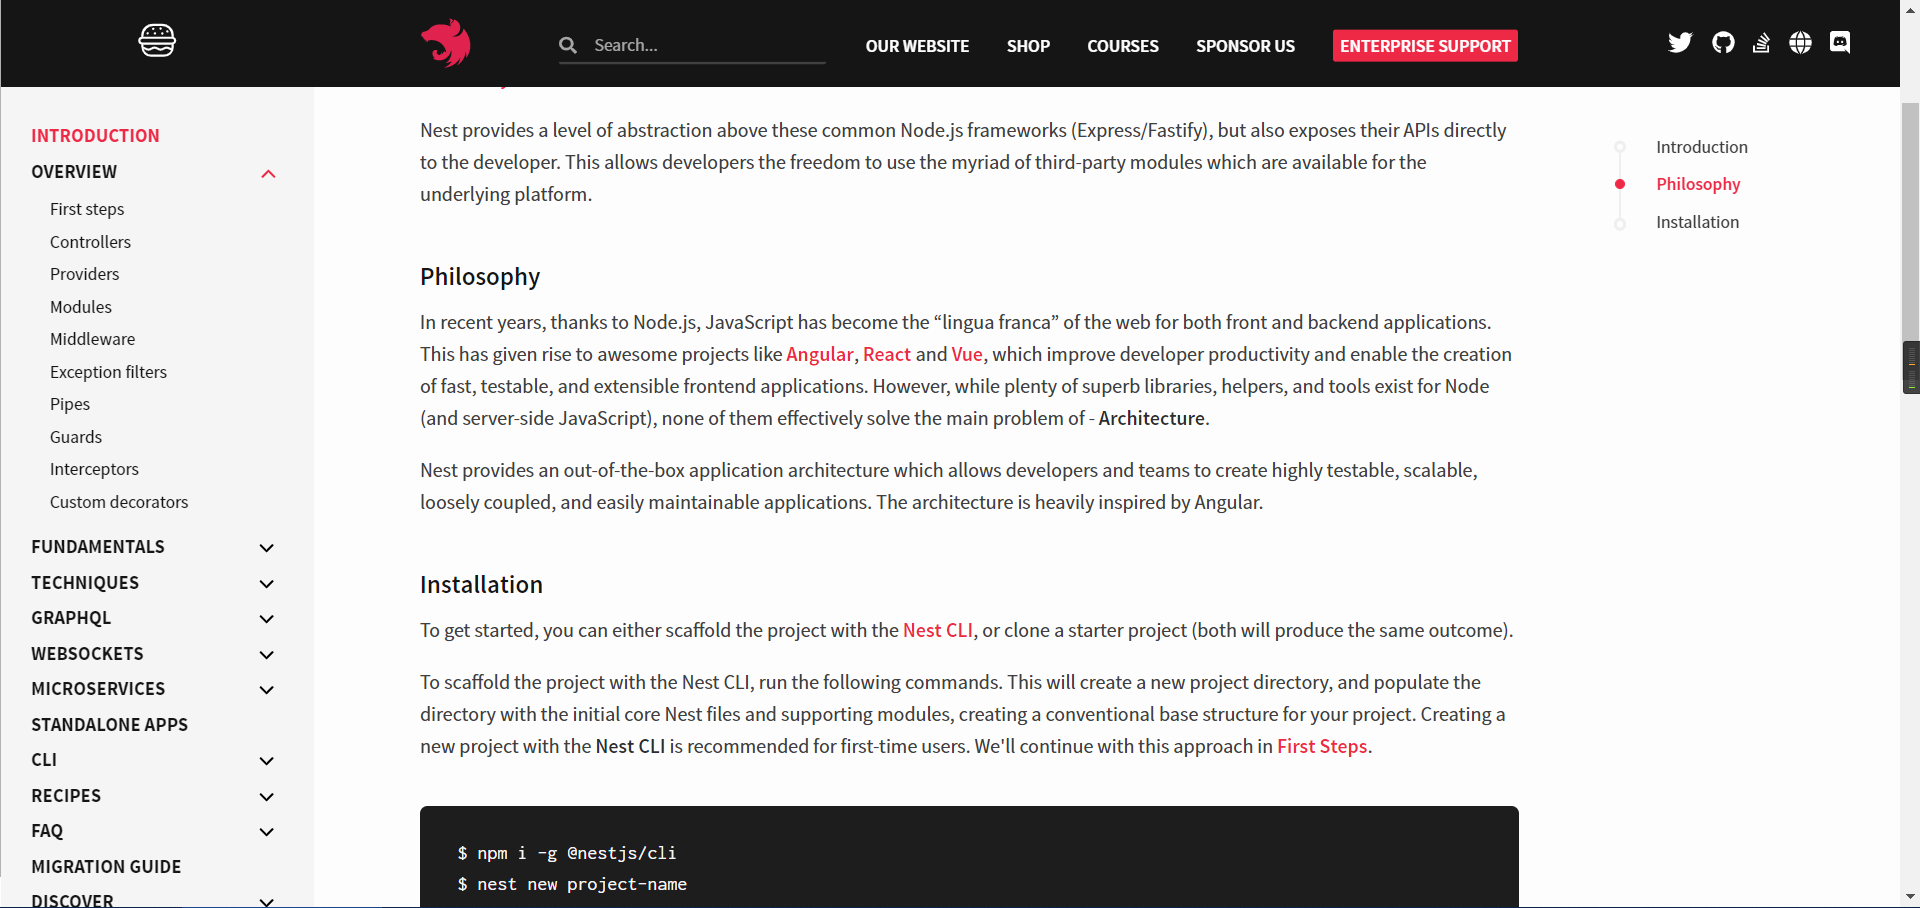 Search...
OUR WEBSITE
SHOP
COURSES
SPONSOR US
ENTERPRISE SUPPORT
INTRODUCTION
OVERVIEW
First steps
Controllers
Providers
Modules
Middleware
Exception filters
Pipes
Guards
Interceptors
Custom decorators
FUNDAMENTALS
TECHNIQUES
GRAPHQL
WEBSOCKETS
MICROSERVICES
STANDALONE APPS
CLI
RECIPES
FAQ
MIGRATION GUIDE
DISCOVER
Nest provides a level of abstraction above these common Node.js frameworks (Express/Fastify), but also exposes their APIs directly
to the developer. This allows developers the freedom to use the myriad of third-party modules which are available for the
underlying platform.
Philosophy
In recent years, thanks to Node.js, JavaScript has become the “lingua franca” of the web for both front and backend applications.
This has given rise to awesome projects like Angular, React and Vue, which improve developer productivity and enable the creation
of fast, testable, and extensible frontend applications. However, while plenty of superb libraries, helpers, and tools exist for Node
(and server-side JavaScript), none of them effectively solve the main problem of - Architecture.
Nest provides an out-of-the-box application architecture which allows developers and teams to create highly testable, scalable,
loosely coupled, and easily maintainable applications. The architecture is heavily inspired by Angular.
Installation
To get started, you can either scaffold the project with the Nest CLI, or clone a starter project (both will produce the same outcome).
To scaffold the project with the Nest CLI, run the following commands. This will create a new project directory, and populate the
directory with the initial core Nest files and supporting modules, creating a conventional base structure for your project. Creating a
new project with the Nest CLI is recommended for first-time users. We'll continue with this approach in First Steps.
$ npm i -g @nestjs/cli
$ nest new project-name
Introduction
Philosophy
Installation